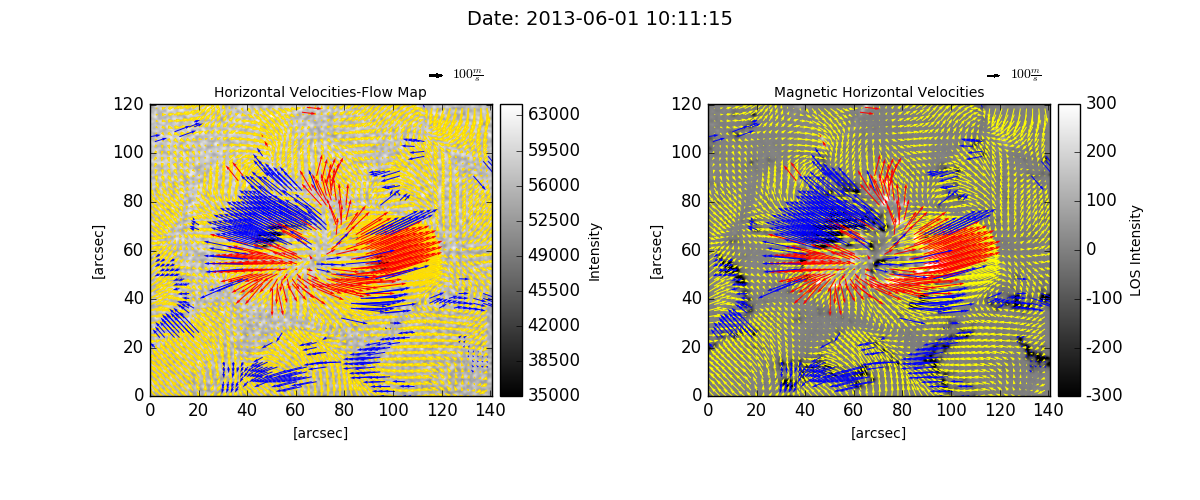 Date: 2013-06-01 10:11:15
100 m/s
Horizontal Velocities-Flow Map
120
100
80
60
40
20
0
[arcsec]
0 20 40 60 80 100 120 140
[arcsec]
63000
59500
56000
52500
49000
45500
42000
38500
35000
Intensity
100 m/s
Magnetic Horizontal Velocities
120
100
80
60
40
20
0
[arcsec]
0 20 40 60 80 100 120 140
[arcsec]
300
200
100
0
-100
-200
-300
LOS Intensity